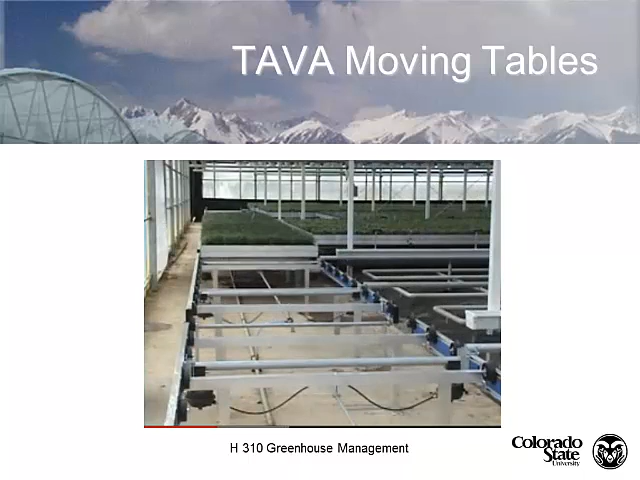 TAVA Moving Tables
H 310 Greenhouse Management
Colorado
State
University